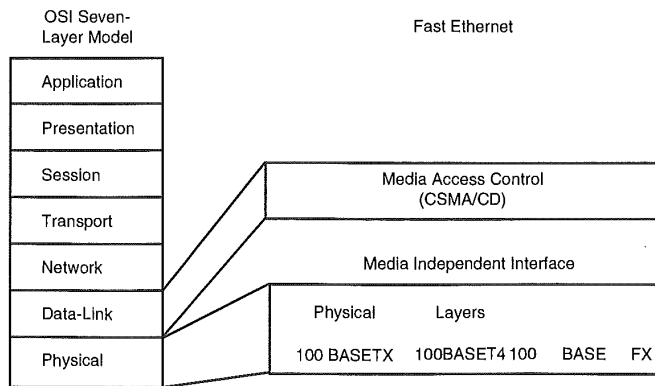 OSI Seven-
Layer Model
Fast Ethernet
Application
Presentation
Session
Transport
Network
Data-Link
Physical
Media Access Control
(CSMA/CD)
Media Independent Interface
Physical Layers
100 BASETX 100BASET4 100 BASE FX